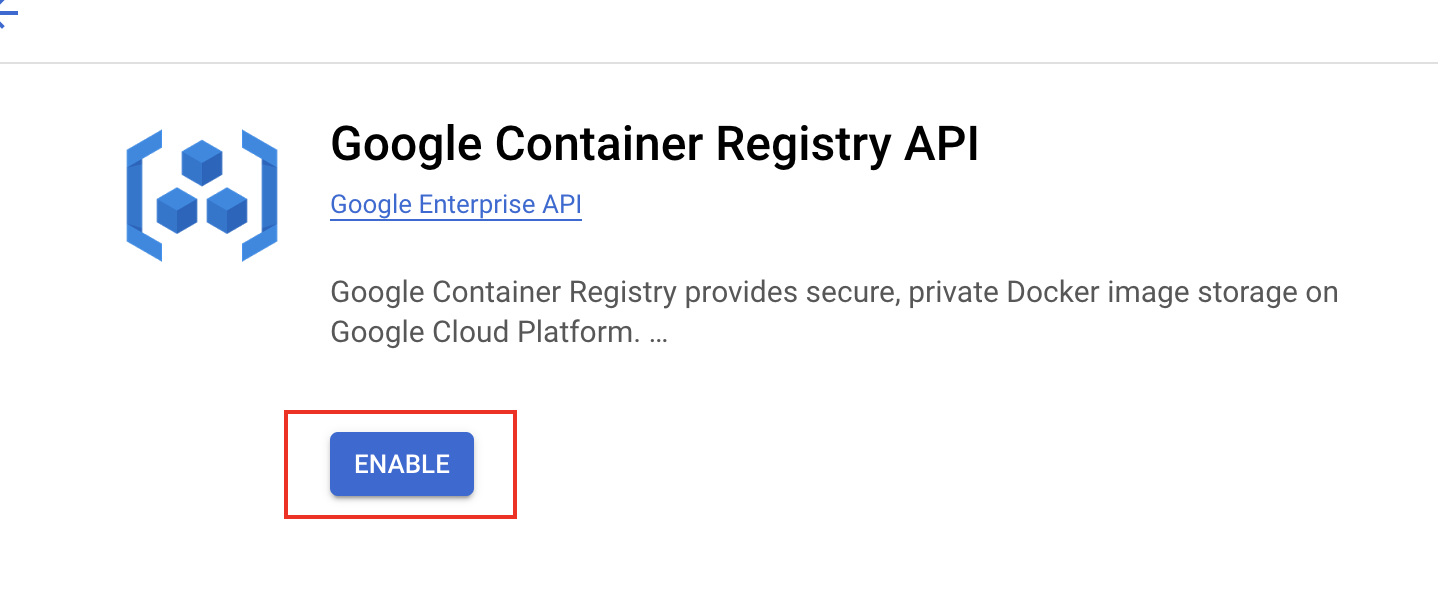 Google Container Registry API
Google Enterprise API
Google Container Registry provides secure, private Docker image storage on
Google Cloud Platform. ...
ENABLE